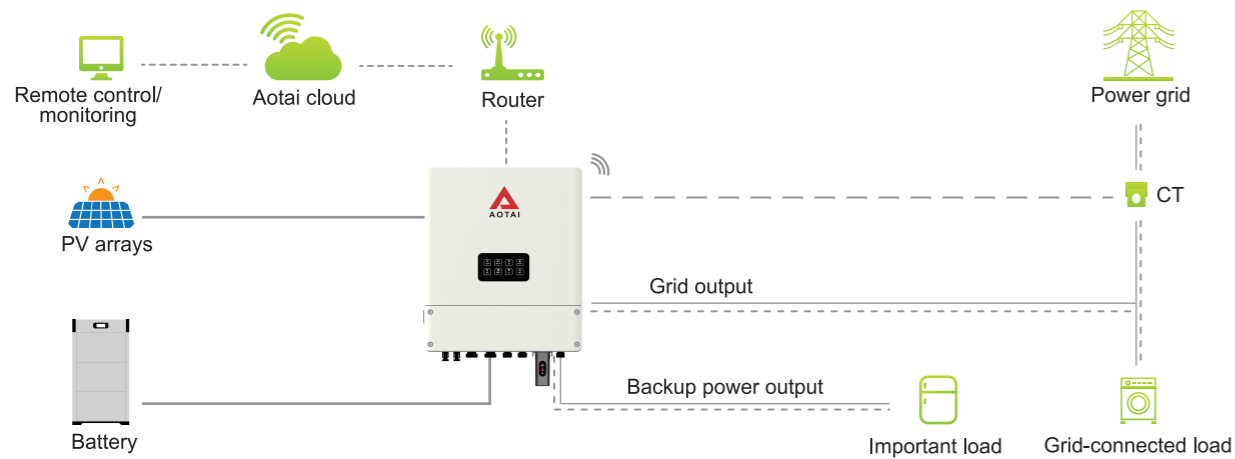 Remote control/
monitoring
Aotai cloud
Router
Power grid
AOTAI
CT
PV arrays
Grid output
Backup power output
Battery
Important load
Grid-connected load